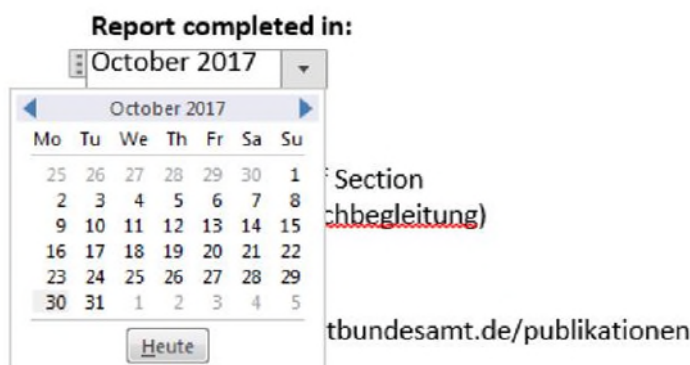 Report completed in:
October 2017
October 2017
Mo Tu We Th Fr Sa Su
25 26 27 28 29 30 1
2 3 4 5 6 7 8
9 10 11 12 13 14 15
16 17 18 19 20 21 22
23 24 25 26 27 28 29
30 31 1 2 3 4 5
Heute
Section
chbegleitung)
tbundesamt.de/publikationen